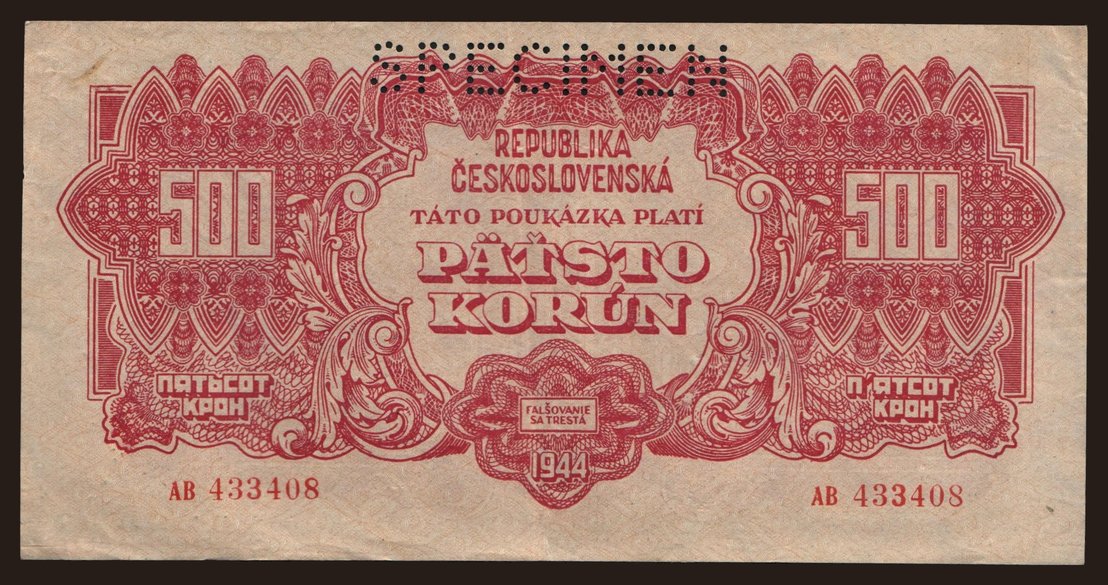 SPECIMEN
REPUBLIKA
ČESKOSLOVENSKÁ
500
500
TÁTO POUKÁZKA PLATÍ
PÄŤSTO
KORÚN
ПАТЬСОТ
КРОН
П'ЯТСОТ
КРОН
FALŠOVANIE
SA TRESTÁ
1944
AB 433408
AB 433408